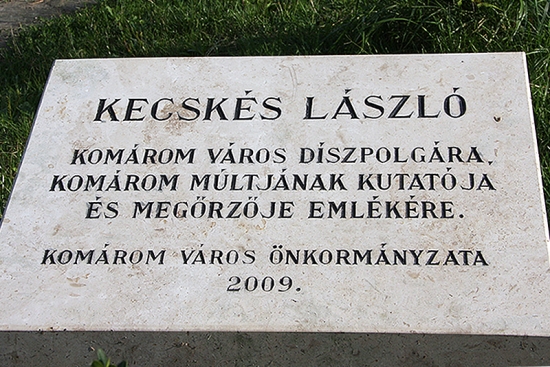 KECSKÉS LÁSZLÓ
KOMÁROM VÁROS DÍSZPOLGÁRA,
KOMÁROM MÚLTJÁNAK KUTATÓJA
ÉS MEGŐRZŐJE EMLÉKÉRE.
KOMÁROM VÁROS ÖNKORMÁNYZATA
2009.